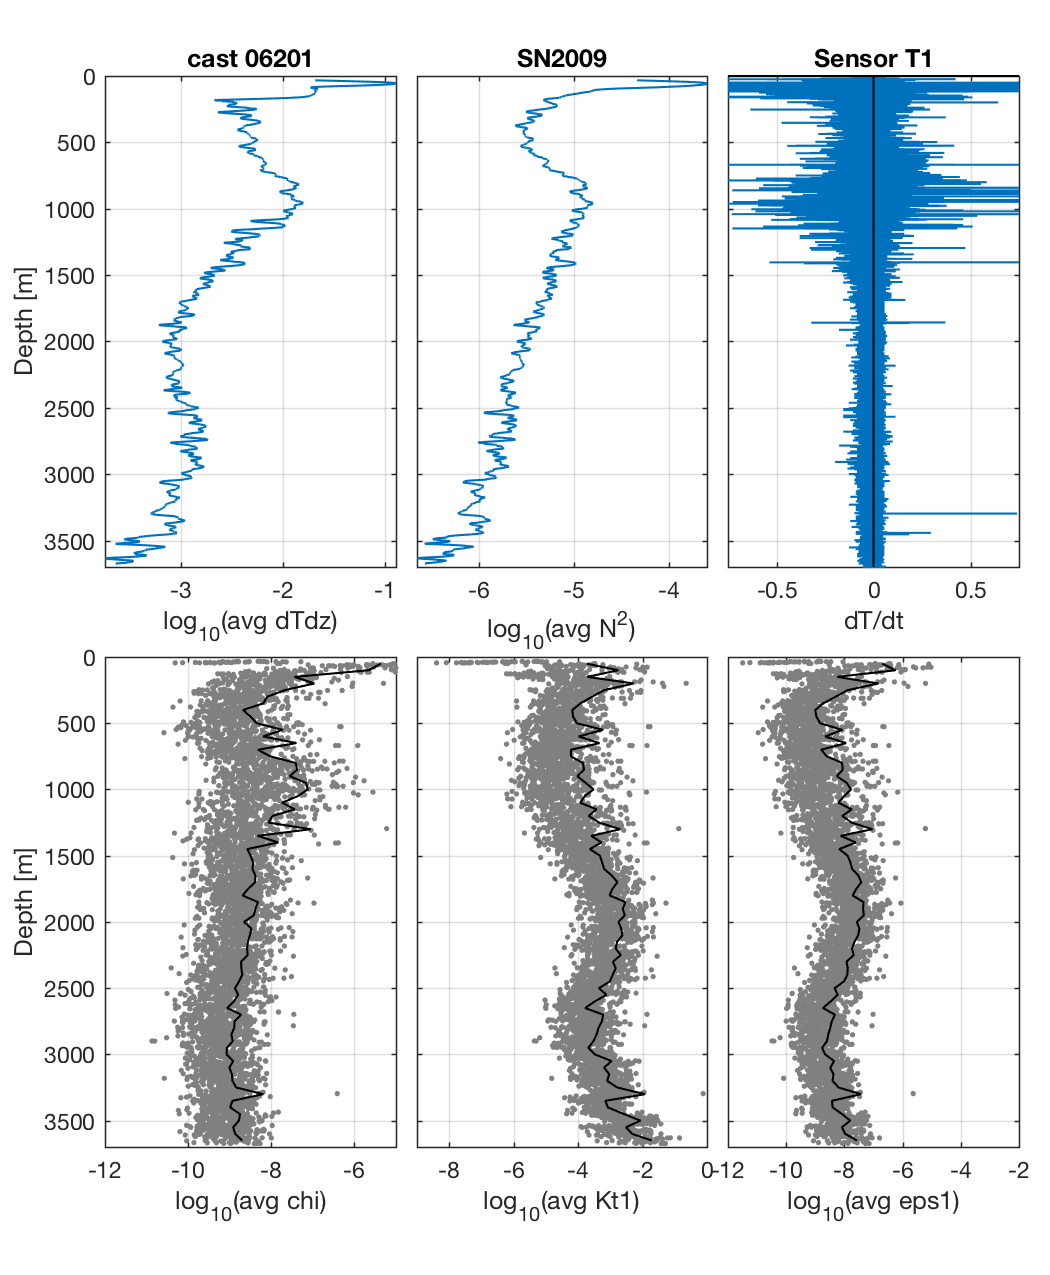 cast 06201
SN2009
Sensor T1
0
500
1000
1500
2000
2500
3000
3500
Depth [m]
-3 -2 -1
-6 -5 -4
-0.5 0 0.5
log10(avg dTdz)
log10(avg N2)
dT/dt
0
500
1000
1500
2000
2500
3000
3500
Depth [m]
-12 -10 -8 -6
-8 -6 -4 -2 0
-12 -10 -8 -6 -4 -2
log10(avg chi)
log10(avg Kt1)
log10(avg eps1)